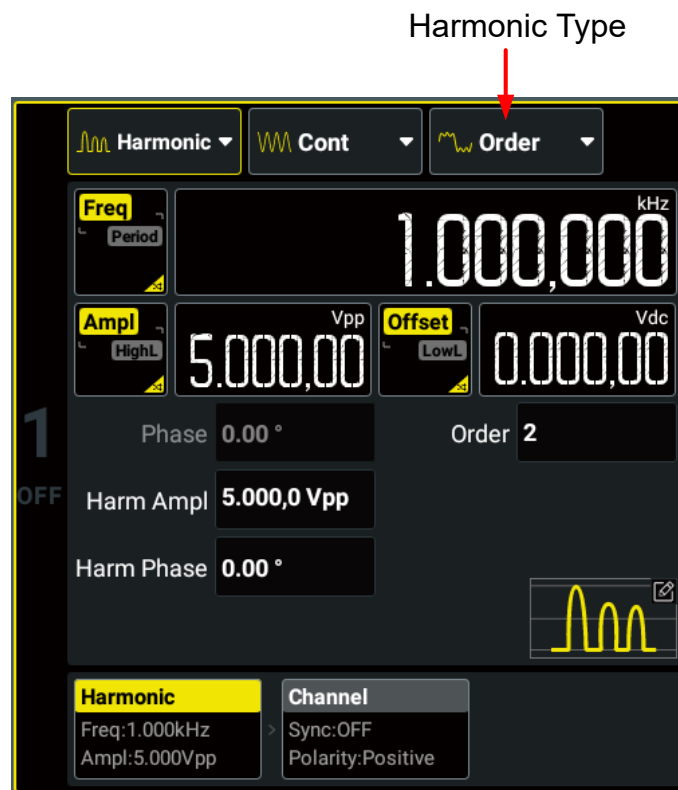 Harmonic Type
Harmonic Cont Order
Freq
Period
kHz
1.000,000
Ampl
HighL
Vpp
5.000,00
Offset
LowL
Vdc
0.000,00
1
OFF
Phase 0.00 ° Order 2
Harm Ampl 5.000,0 Vpp
Harm Phase 0.00 °
Harmonic
Freq:1.000kHz
Ampl:5.000Vpp
>
Channel
Sync:OFF
Polarity:Positive